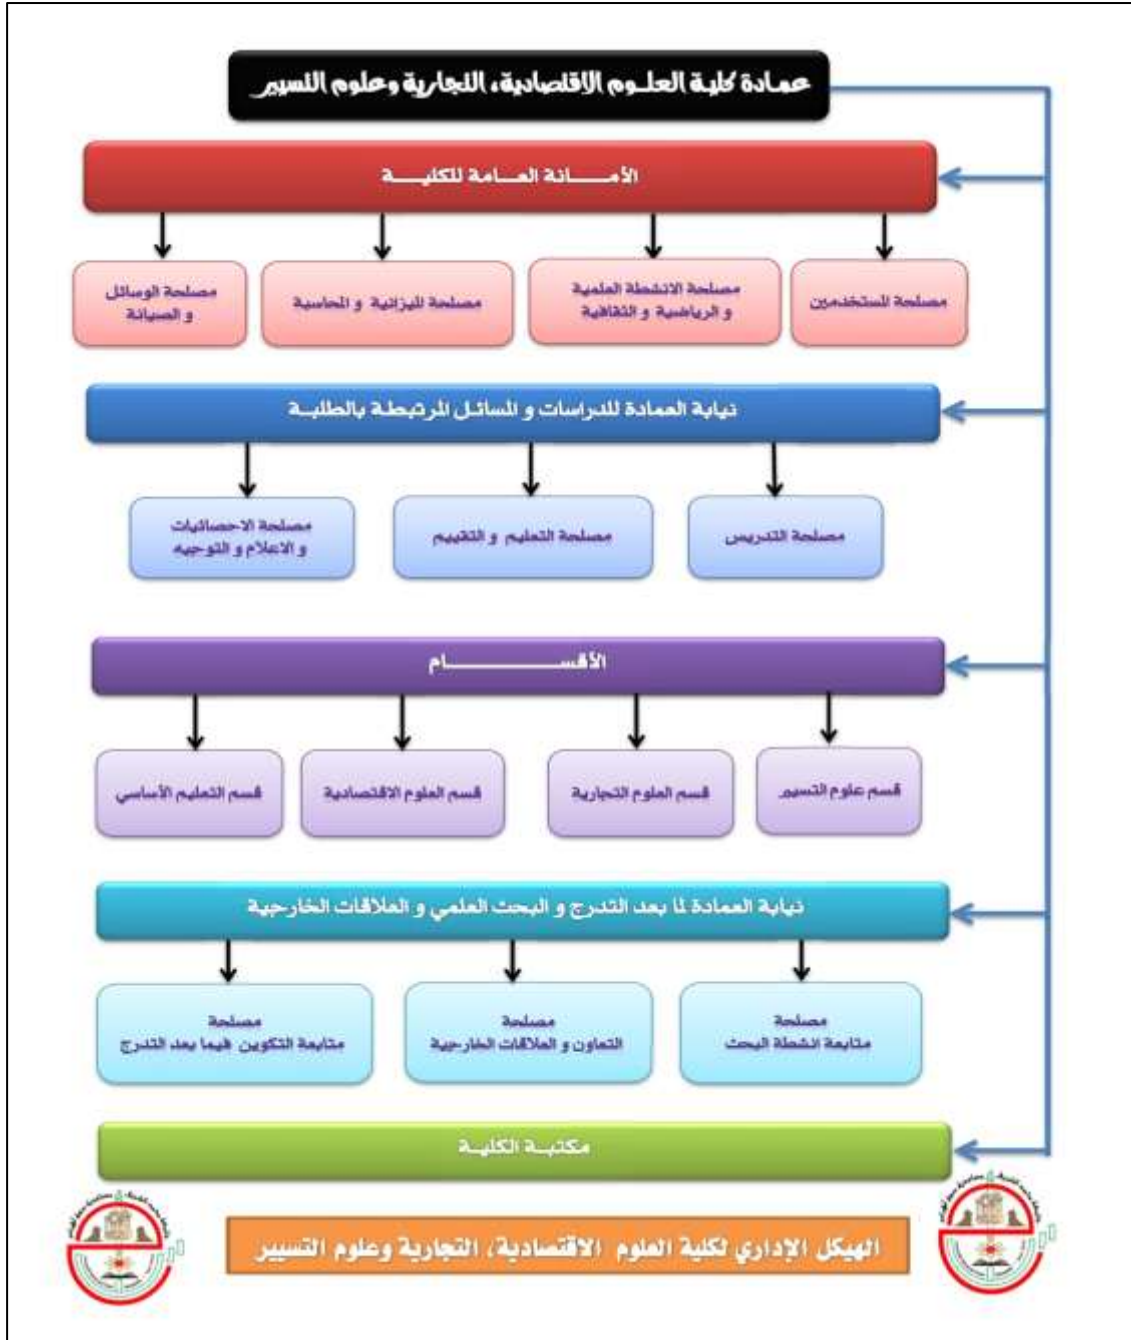 عمادة كلية العلوم الاقتصادية، التجارية وعلوم التسيير
الأمانة العامة للكلية
مصلحة المستخدمين
مصلحة الانشطة العلمية
و الرياضية و الثقافية
مصلحة الميزانية و المحاسبة
مصلحة الوسائل
و الصيانة
نيابة العمادة للدراسات و المسائل المرتبطة بالطلبة
مصلحة التدريس
مصلحة التعليم و التقييم
مصلحة الاحصائيات
و الاعلام و التوجيه
الأقسام
قسم علوم التسيير
قسم العلوم التجارية
قسم العلوم الاقتصادية
قسم التعليم الأساسي
نيابة العمادة لما بعد التدرج و البحث العلمي و العلاقات الخارجية
مصلحة
متابعة انشطة البحث
مصلحة
التعاون و العلاقات الخارجية
مصلحة
متابعة التكوين فيما بعد التدرج
مكتبة الكلية
الهيكل الإداري لكلية العلوم الاقتصادية، التجارية وعلوم التسيير